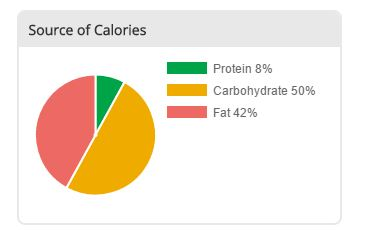 Source of Calories
Protein 8%
Carbohydrate 50%
Fat 42%